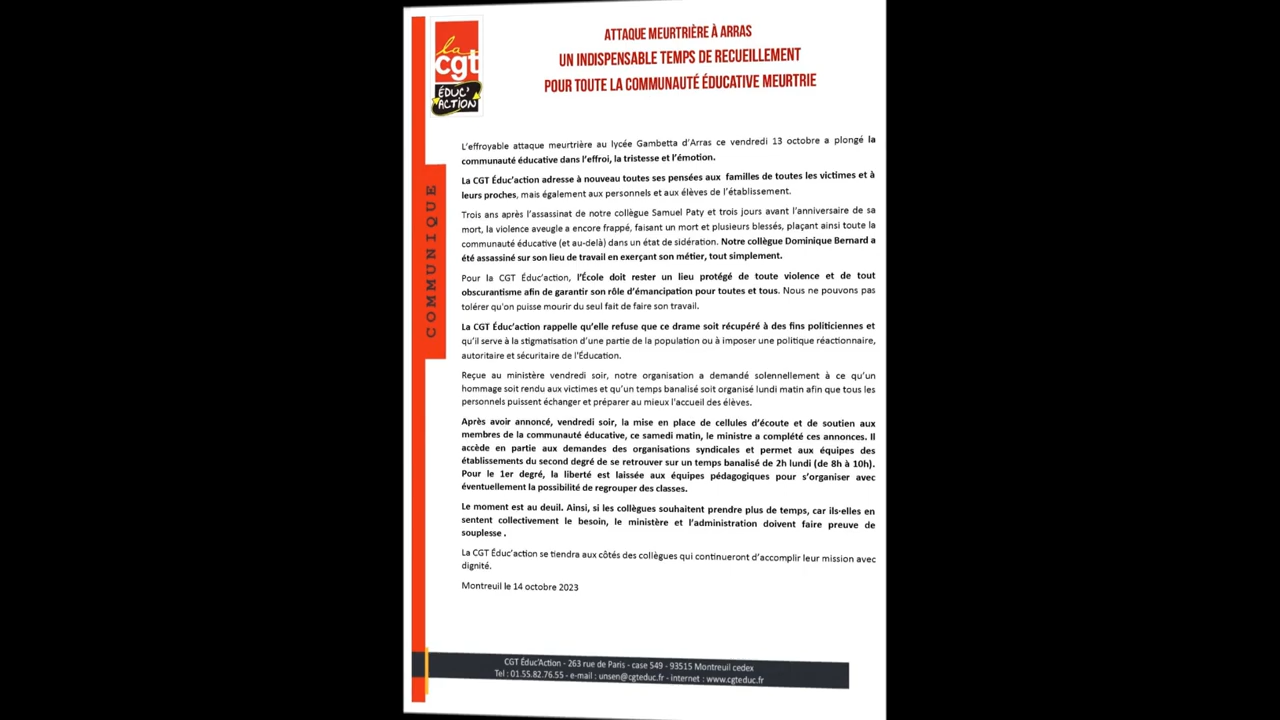 ATTAQUE MEURTRIÈRE À ARRAS
UN INDISPENSABLE TEMPS DE RECUEILLEMENT
POUR TOUTE LA COMMUNAUTÉ ÉDUCATIVE MEURTRIE
la
cgt
ÉDUC'
ACTION
COMMUNIQUE
L'effroyable attaque meurtrière au lycée Gambetta d'Arras ce vendredi 13 octobre a plongé la
communauté éducative dans l'effroi, la tristesse et l'émotion.
La CGT Éduc'action adresse à nouveau toutes ses pensées aux familles de toutes les victimes et à
leurs proches, mais également aux personnels et aux élèves de l'établissement.
Trois ans après l'assassinat de notre collègue Samuel Paty et trois jours avant l'anniversaire de sa
mort, la violence aveugle a encore frappé, faisant un mort et plusieurs blessés, plaçant ainsi toute la
communauté éducative (et au-delà) dans un état de sidération. Notre collègue Dominique Bernard a
été assassiné sur son lieu de travail en exerçant son métier, tout simplement.
Pour la CGT Éduc'action, l'École doit rester un lieu protégé de toute violence et de tout
obscurantisme afin de garantir son rôle d'émancipation pour toutes et tous. Nous ne pouvons pas
tolérer qu'on puisse mourir du seul fait de faire son travail.
La CGT Éduc'action rappelle qu'elle refuse que ce drame soit récupéré à des fins politiciennes et
qu'il serve à la stigmatisation d'une partie de la population ou à imposer une politique réactionnaire,
autoritaire et sécuritaire de l'Éducation.
Reçue au ministère vendredi soir, notre organisation a demandé solennellement à ce qu'un
hommage soit rendu aux victimes et qu'un temps banalisé soit organisé lundi matin afin que tous les
personnels puissent échanger et préparer au mieux l'accueil des élèves.
Après avoir annoncé, vendredi soir, la mise en place de cellules d'écoute et de soutien aux
membres de la communauté éducative, ce samedi matin, le ministre a complété ces annonces. Il
accède en partie aux demandes des organisations syndicales et permet aux équipes des
établissements du second degré de se retrouver sur un temps banalisé de 2h lundi (de 8h à 10h).
Pour le 1er degré, la liberté est laissée aux équipes pédagogiques pour s'organiser avec
éventuellement la possibilité de regrouper des classes.
Le moment est au deuil. Ainsi, si les collègues souhaitent prendre plus de temps, car ils·elles en
sentent collectivement le besoin, le ministère et l'administration doivent faire preuve de
souplesse .
La CGT Éduc'action se tiendra aux côtés des collègues qui continueront d'accomplir leur mission avec
dignité.
Montreuil le 14 octobre 2023
CGT Éduc'Action - 263 rue de Paris - case 549 - 93515 Montreuil cedex
Tel : 01.55.82.76.55 - e-mail : unsen@cgteduc.fr - internet : www.cgteduc.fr